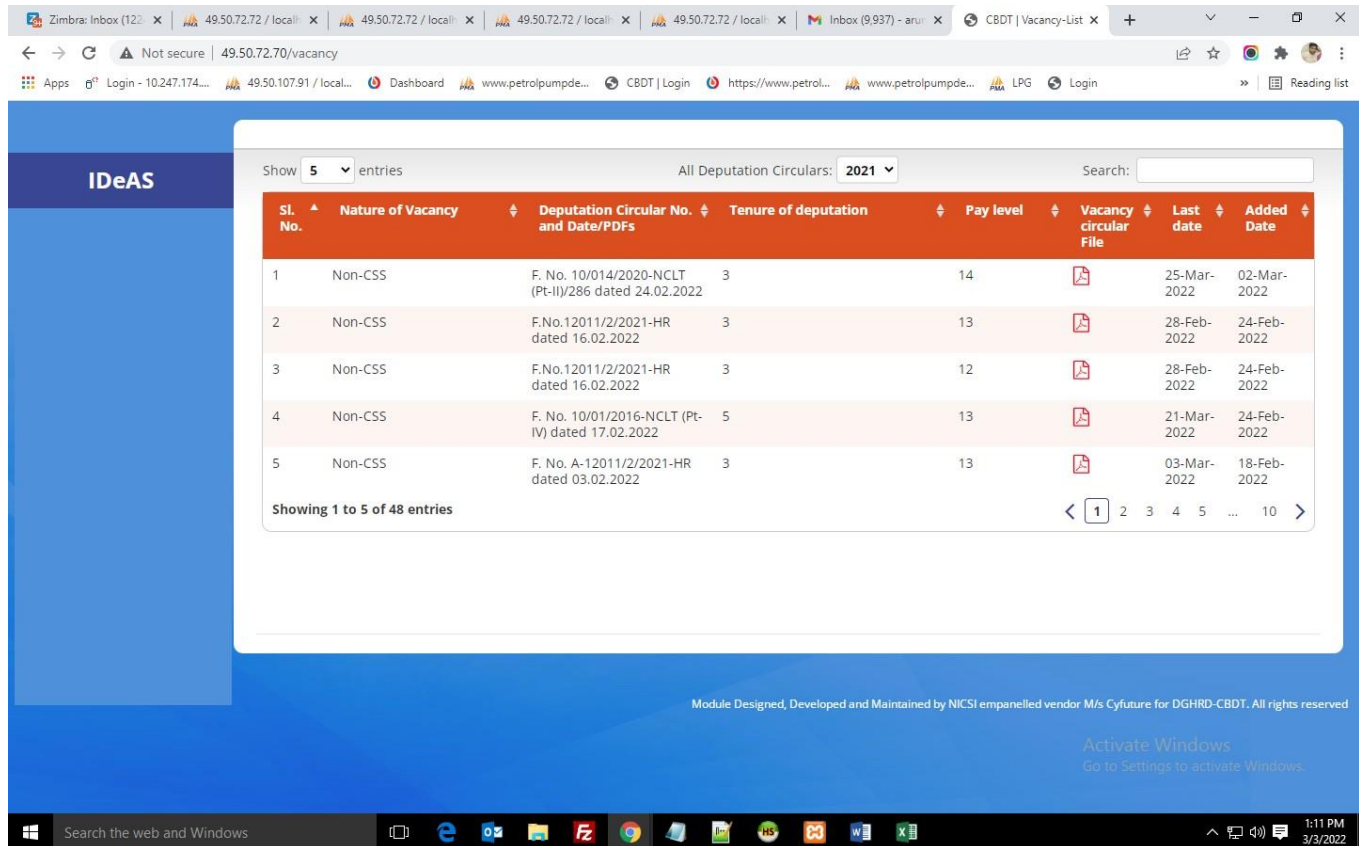 Zimbra: Inbox (122
49.50.72.72 / localh
49.50.72.72 / localh
49.50.72.72 / localh
49.50.72.72 / localh
Inbox (9,937) - arun
CBDT | Vacancy-List
Not secure | 49.50.72.70/vacancy
Apps
Login - 10.247.174....
49.50.107.91 / local...
Dashboard
www.petrolpumpde...
CBDT | Login
https://www.petrol...
www.petrolpumpde...
LPG
Login
»
Reading list
IDeAS
Show 5 entries
All Deputation Circulars: 2021
Search:
Sl. No.
Nature of Vacancy
Deputation Circular No. and Date/PDFs
Tenure of deputation
Pay level
Vacancy circular File
Last date
Added Date
1 Non-CSS F. No. 10/014/2020-NCLT 3 14 25-Mar- 02-Mar-
(Pt-II)/286 dated 24.02.2022 2022 2022
2 Non-CSS F.No.12011/2/2021-HR 3 13 28-Feb- 24-Feb-
dated 16.02.2022 2022 2022
3 Non-CSS F.No.12011/2/2021-HR 3 12 28-Feb- 24-Feb-
dated 16.02.2022 2022 2022
4 Non-CSS F. No. 10/01/2016-NCLT (Pt- 5 13 21-Mar- 24-Feb-
IV) dated 17.02.2022 2022 2022
5 Non-CSS F. No. A-12011/2/2021-HR 3 13 03-Mar- 18-Feb-
dated 03.02.2022 2022 2022
Showing 1 to 5 of 48 entries
1 2 3 4 5 ... 10
Module Designed, Developed and Maintained by NICSI empanelled vendor M/s Cyfuture for DGHRD-CBDT. All rights reserved
Activate Windows
Go to Settings to activate Windows.
Search the web and Windows
1:11 PM
3/3/2022